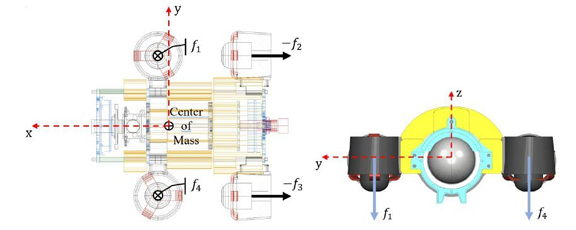 y
f₁
−f₂
x
Center
of
Mass
f₄
−f₃
z
y
f₁
f₄